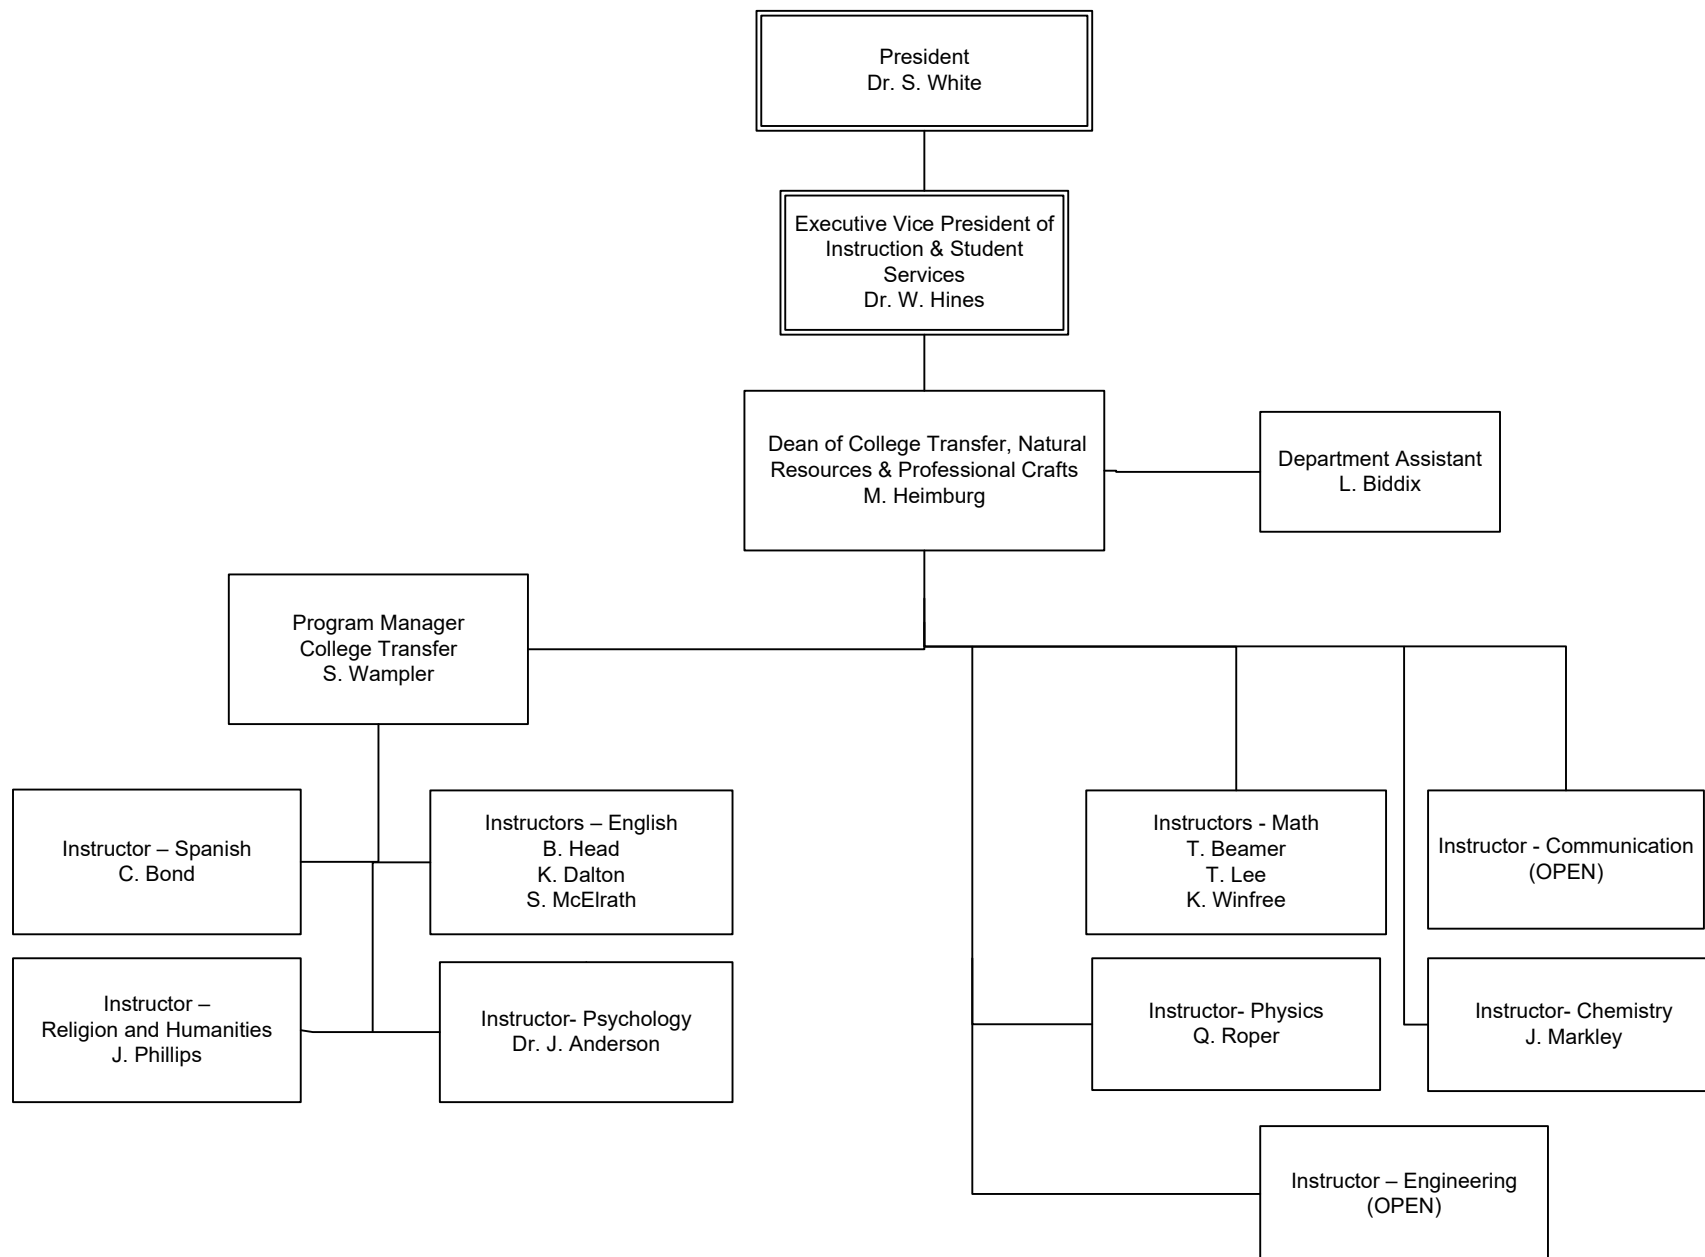 President
Dr. S. White
Executive Vice President of
Instruction & Student
Services
Dr. W. Hines
Dean of College Transfer, Natural
Resources & Professional Crafts
M. Heimburg
Department Assistant
L. Biddix
Program Manager
College Transfer
S. Wampler
Instructor – Spanish
C. Bond
Instructors – English
B. Head
K. Dalton
S. McElrath
Instructors - Math
T. Beamer
T. Lee
K. Winfree
Instructor - Communication
(OPEN)
Instructor –
Religion and Humanities
J. Phillips
Instructor- Psychology
Dr. J. Anderson
Instructor- Physics
Q. Roper
Instructor- Chemistry
J. Markley
Instructor – Engineering
(OPEN)